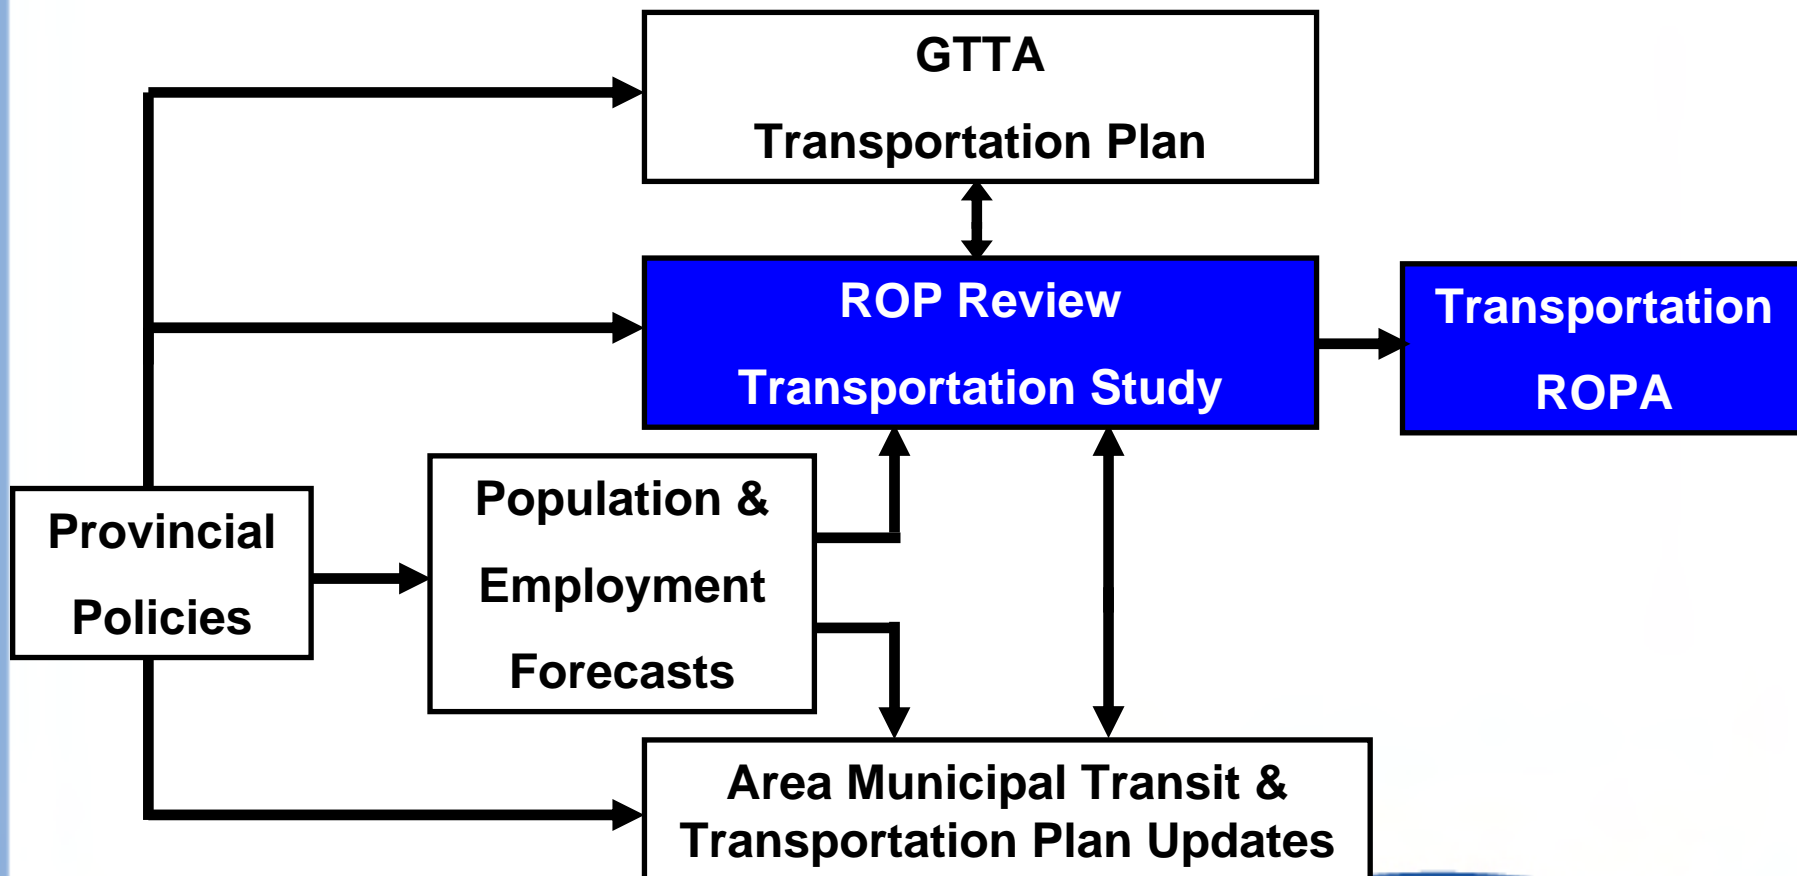 GTTA
Transportation Plan
ROP Review
Transportation Study
Transportation
ROPA
Population &
Employment
Forecasts
Provincial
Policies
Area Municipal Transit &
Transportation Plan Updates